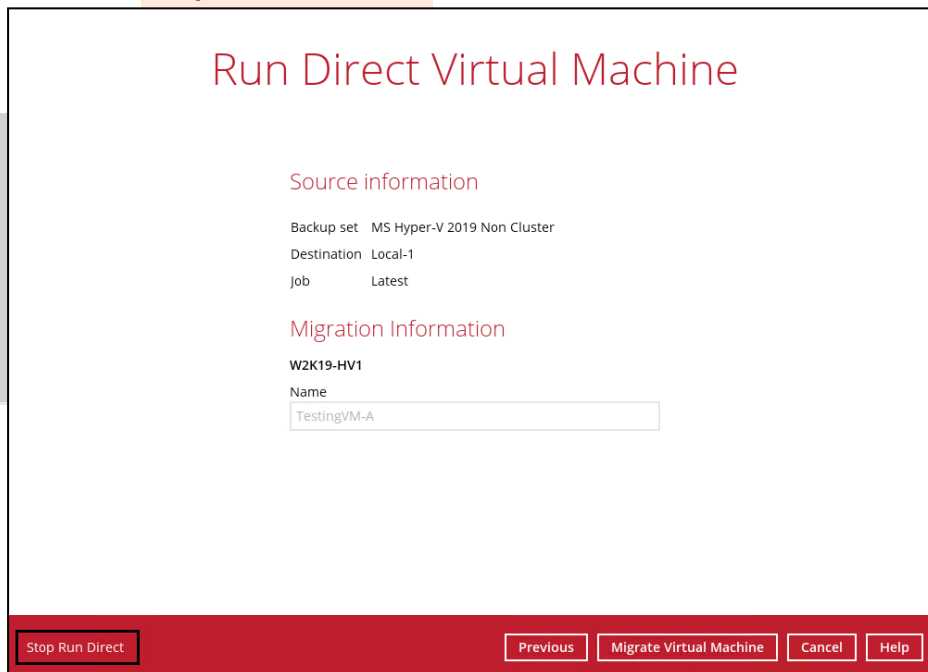 Run Direct Virtual Machine
Source information
Backup set MS Hyper-V 2019 Non Cluster
Destination Local-1
Job Latest
Migration Information
W2K19-HV1
Name
TestingVM-A
Stop Run Direct Previous Migrate Virtual Machine Cancel Help